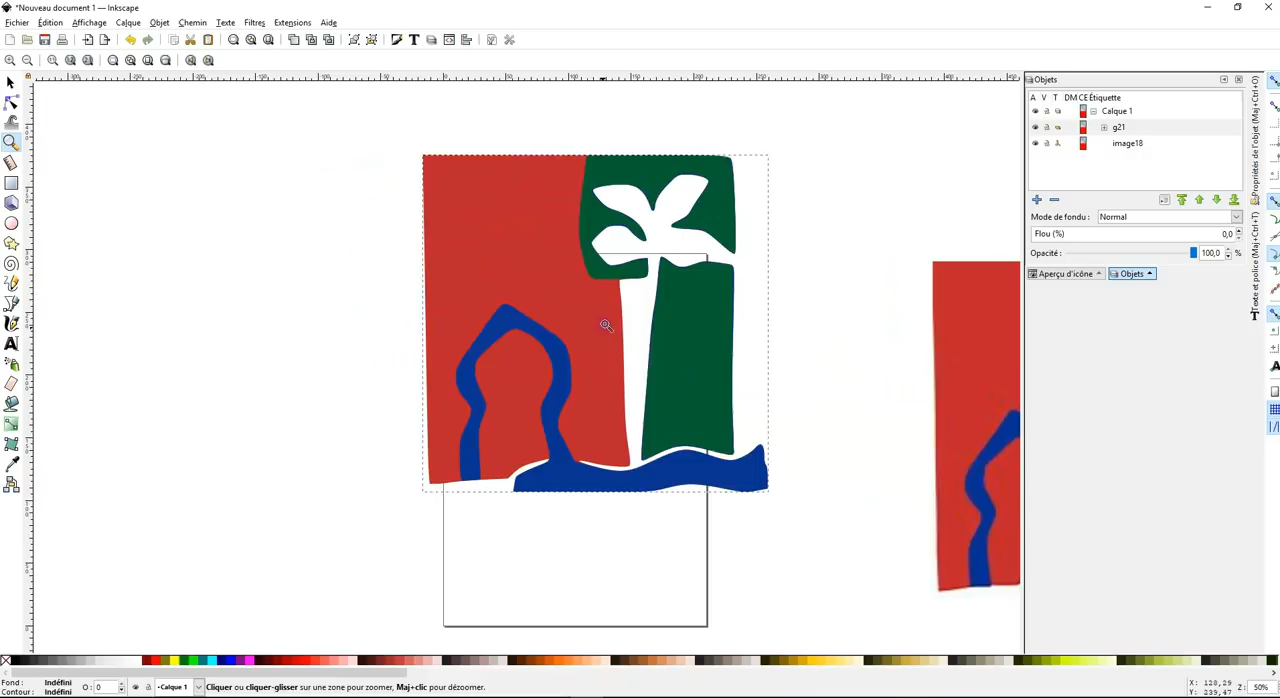 *Nouveau document 1 — Inkscape
Fichier Édition Affichage Calque Objet Chemin Texte Filtres Extensions Aide
Objets
A V T DM CE Étiquette
Calque 1
g21
image18
Mode de fondu : Normal
Flou (%) 0,0
Opacité : 100,0 %
Aperçu d'icône Objets
Propriétés de l'objet (Maj+Ctrl+O)
Texte et police (Maj+Ctrl+T)
Fond : Indéfini
Contour : Indéfini
O: 0
•Calque 1
Cliquer ou cliquer-glisser sur une zone pour zoomer, Maj+clic pour dézoomer.
X: 128,29
Y: 239,47
Z: 50%